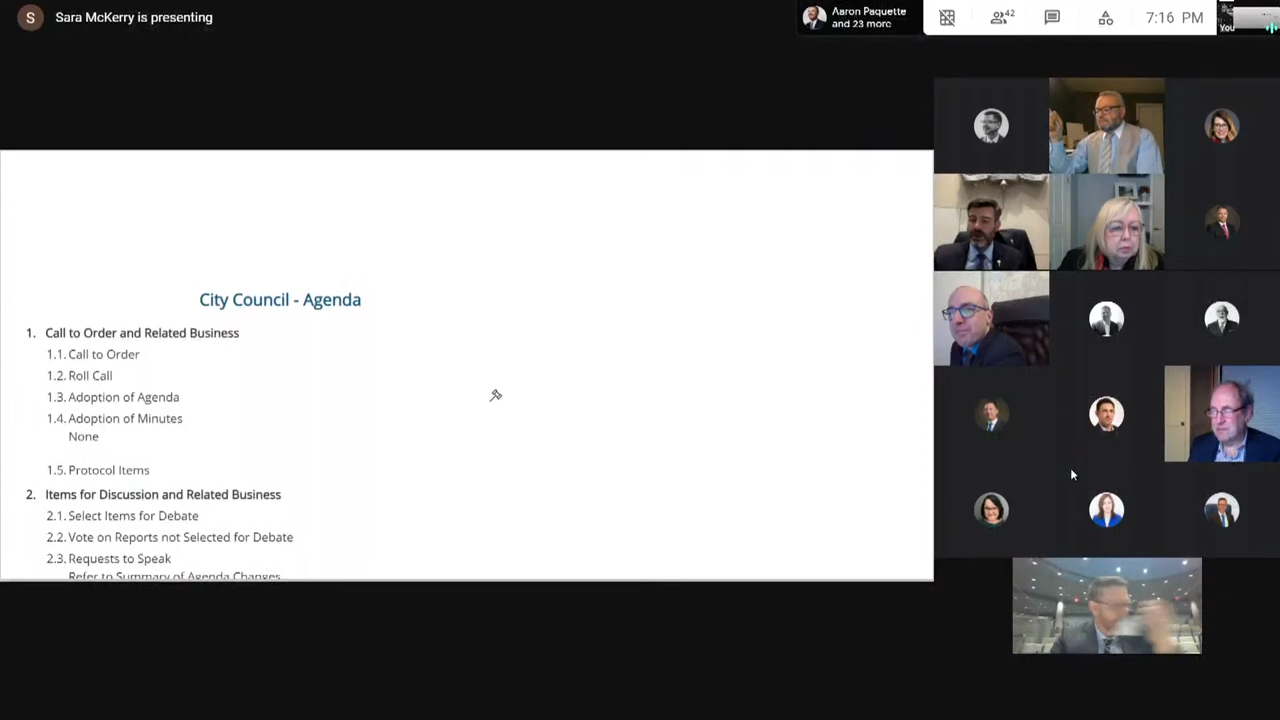 S
Sara McKerry is presenting
Aaron Paquette
and 23 more
42
7:16 PM
You
City Council - Agenda
1. Call to Order and Related Business
1.1. Call to Order
1.2. Roll Call
1.3. Adoption of Agenda
1.4. Adoption of Minutes
None
1.5. Protocol Items
2. Items for Discussion and Related Business
2.1. Select Items for Debate
2.2. Vote on Reports not Selected for Debate
2.3. Requests to Speak
Refer to Summary of Agenda Changes